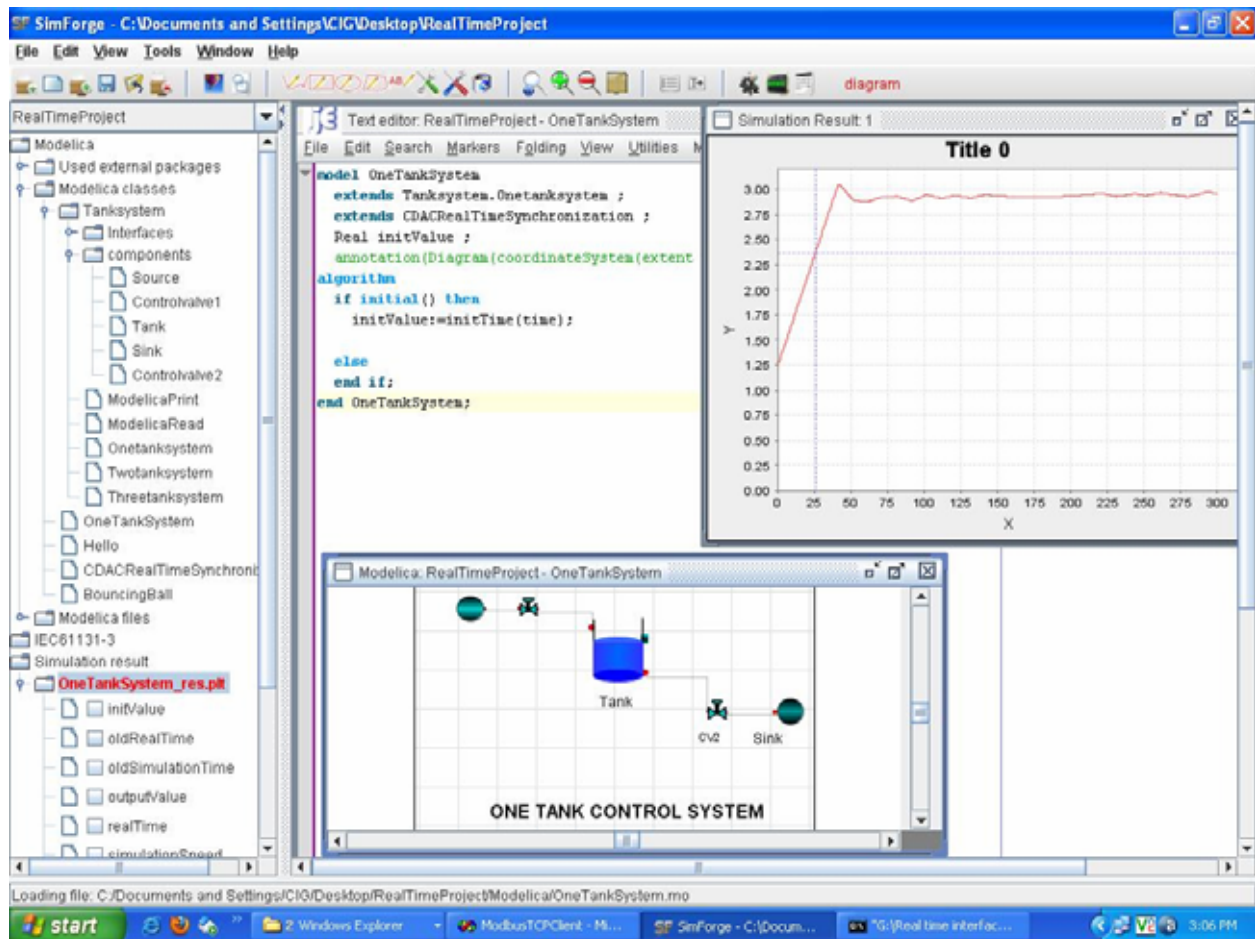 SF SimForge - C:\Documents and Settings\CIG\Desktop\RealTimeProject
File Edit View Tools Window Help
diagram
RealTimeProject
Modelica
Used external packages
Modelica classes
Tanksystem
Interfaces
components
Source
Controlvalve1
Tank
Sink
Controlvalve2
ModelicaPrint
ModelicaRead
Onetanksystem
Twotanksystem
Threetanksystem
OneTankSystem
Hello
CDACRealTimeSynchroni
BouncingBall
Modelica files
IEC61131-3
Simulation result
OneTankSystem_res.plt
initValue
oldRealTime
oldSimulationTime
outputValue
realTime
simulationSpeed
Text editor: RealTimeProject - OneTankSystem
File Edit Search Markers Folding View Utilities M
model OneTankSystem
extends Tanksystem.Onetanksystem ;
extends CDACRealTimeSynchronization ;
Real initValue ;
annotation(Diagram(coordinateSystem(extent
algorithm
if initial() then
initValue:=initTime(time);
else
end if;
end OneTankSystem;
Simulation Result: 1
Title 0
3.00
2.75
2.50
2.25
2.00
1.75
1.50
1.25
1.00
0.75
0.50
0.25
0.00
Y
0 25 50 75 100 125 150 175 200 225 250 275 300
X
Modelica: RealTimeProject - OneTankSystem
Tank
CV2 Sink
ONE TANK CONTROL SYSTEM
Loading file: C:/Documents and Settings/CIG/Desktop/RealTimeProject/Modelica/OneTankSystem.mo
start 2 Windows Explorer ModbusTCPClient - Mi... SF SimForge - C:\Docum... "G:\Real time interfac... 3:06 PM